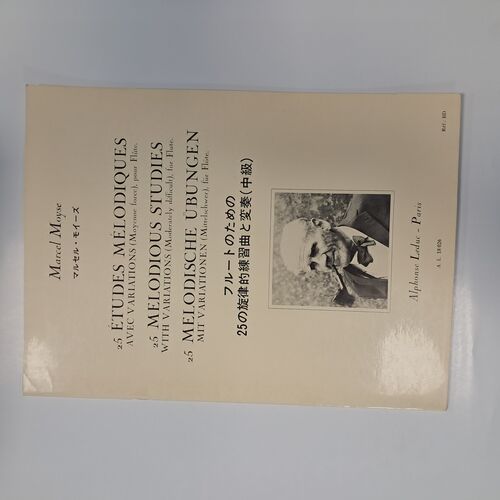 Marcel Moyse
マルセル・モイーズ
25 ÉTUDES MÉLODIQUES
AVEC VARIATIONS (Moyenne force), pour Flûte.
25 MELODIOUS STUDIES
WITH VARIATIONS (Moderately difficult), for Flute.
25 MELODISCHE ÜBUNGEN
MIT VARIATIONEN (Mittelschwer), für Flöte.
フルートのための
25の旋律的練習曲と変奏(中級)
Alphonse Leduc - Paris
A. L. 18026
Réf: HD